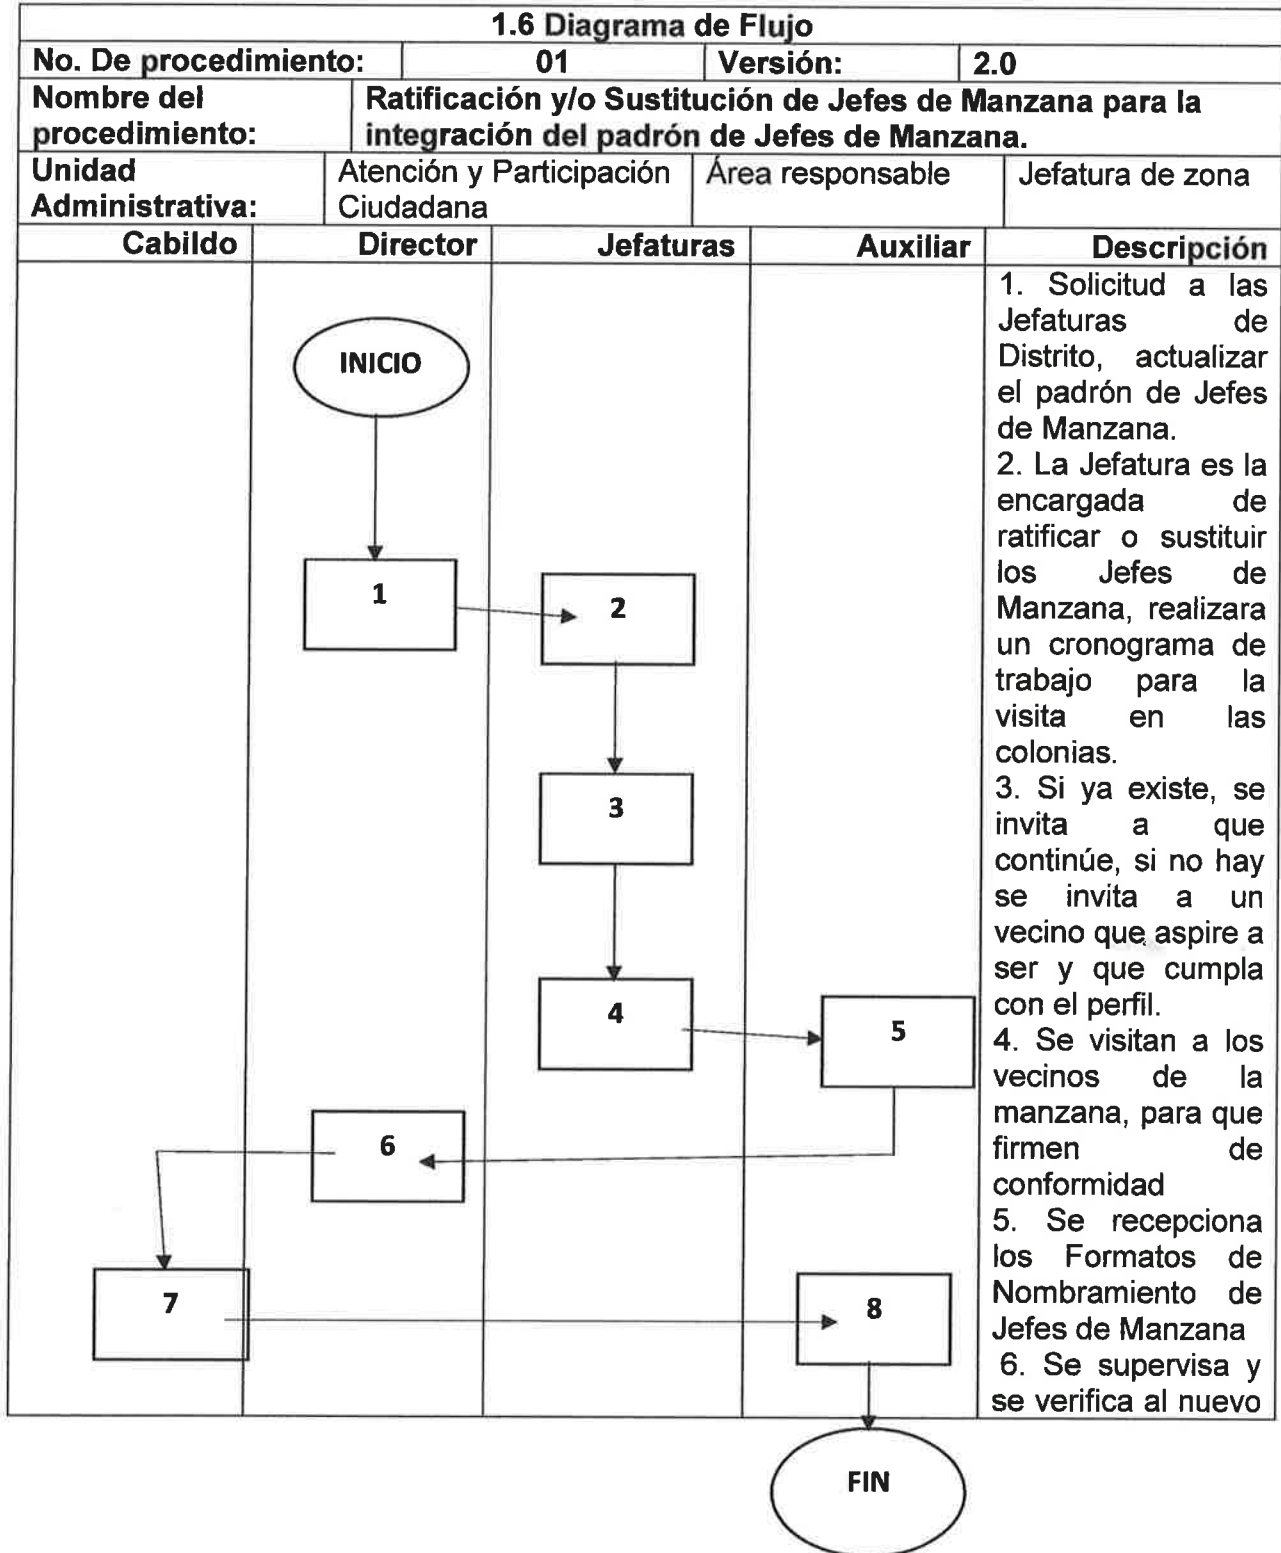 1.6 Diagrama de Flujo
No. De procedimiento: 01 Versión: 2.0
Nombre del procedimiento:
Ratificación y/o Sustitución de Jefes de Manzana para la
integración del padrón de Jefes de Manzana.
Unidad
Administrativa:
Atención y Participación
Ciudadana
Área responsable
Jefatura de zona
Cabildo Director Jefaturas Auxiliar Descripción
INICIO
1
2
3
4
5
6
7
8
FIN
1. Solicitud a las
Jefaturas de
Distrito, actualizar
el padrón de Jefes
de Manzana.
2. La Jefatura es la
encargada de
ratificar o sustituir
los Jefes de
Manzana, realizara
un cronograma de
trabajo para la
visita en las
colonias.
3. Si ya existe, se
invita a que
continúe, si no hay
se invita a un
vecino que aspire a
ser y que cumpla
con el perfil.
4. Se visitan a los
vecinos de la
manzana, para que
firmen de
conformidad
5. Se recepciona
los Formatos de
Nombramiento de
Jefes de Manzana
6. Se supervisa y
se verifica al nuevo